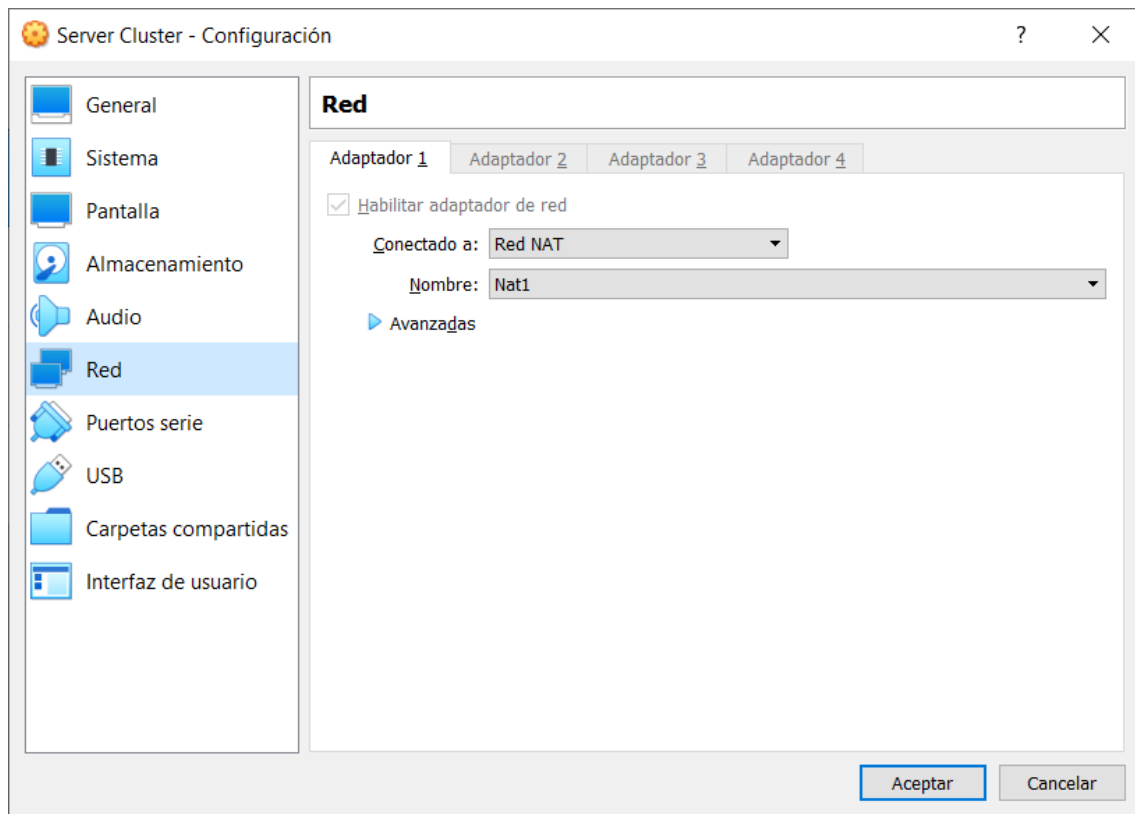 Server Cluster - Configuración
?
General
Sistema
Pantalla
Almacenamiento
Audio
Red
Puertos serie
USB
Carpetas compartidas
Interfaz de usuario
Red
Adaptador 1 Adaptador 2 Adaptador 3 Adaptador 4
Habilitar adaptador de red
Conectado a: Red NAT
Nombre: Nat1
Avanzadas
Aceptar Cancelar